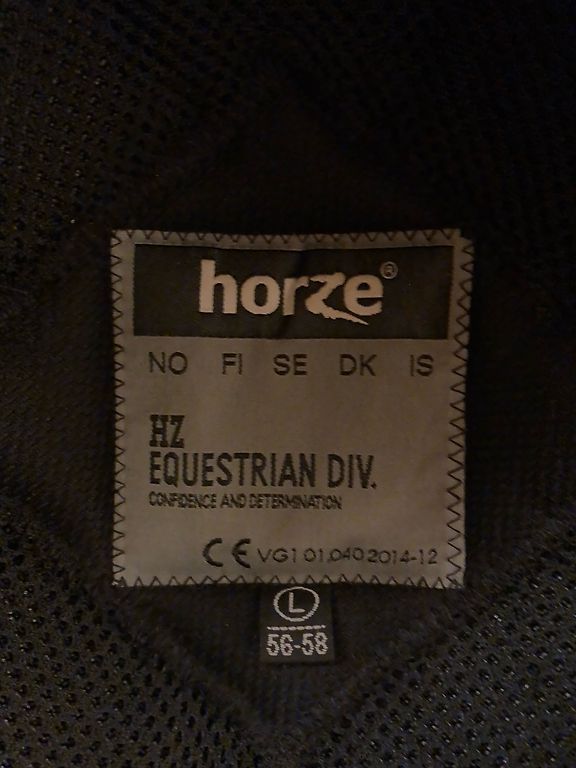 horze®
NO FI SE DK IS
HZ
EQUESTRIAN DIV.
CONFIDENCE AND DETERMINATION
CE VG1 01.040 2014-12
L
56-58